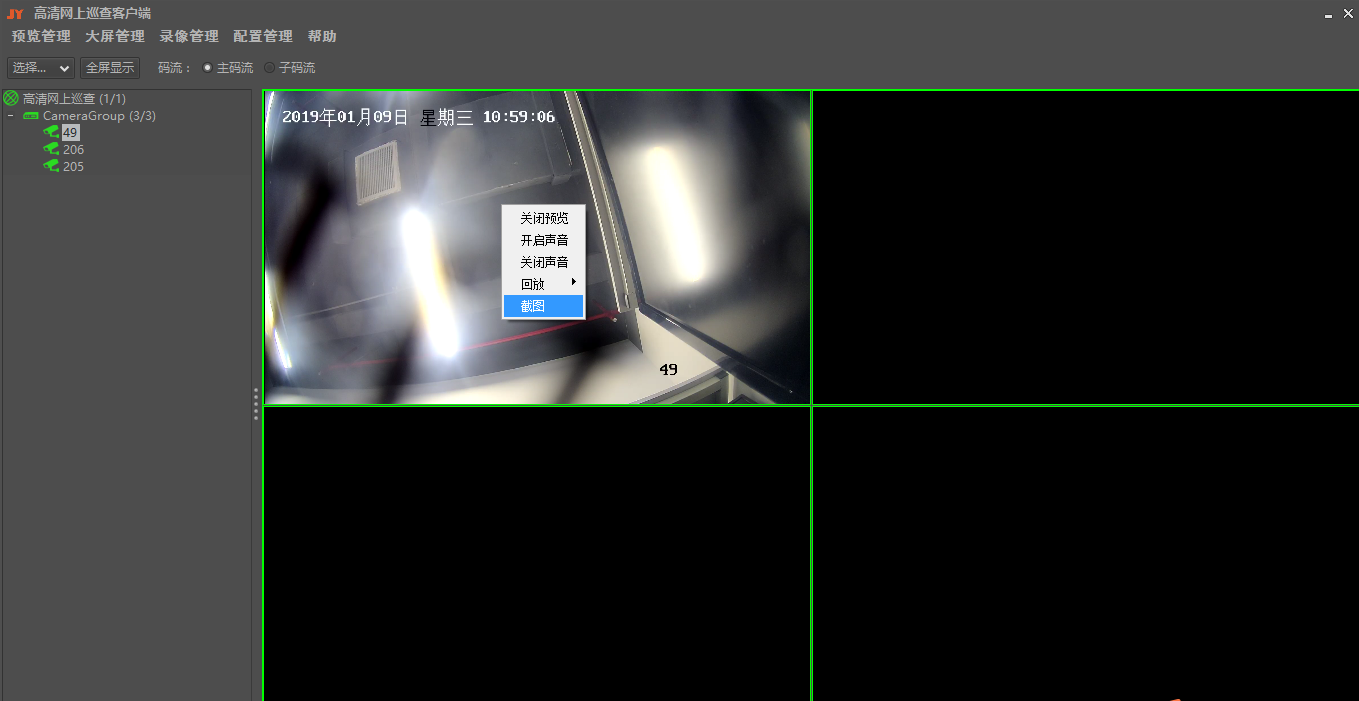 JY 高清网上巡查客户端
预览管理 大屏管理 录像管理 配置管理 帮助
选择... 全屏显示 码流： 主码流 子码流
高清网上巡查 (1/1)
CameraGroup (3/3)
49
206
205
2019年01月09日 星期三 10:59:06
关闭预览
开启声音
关闭声音
回放
截图
49